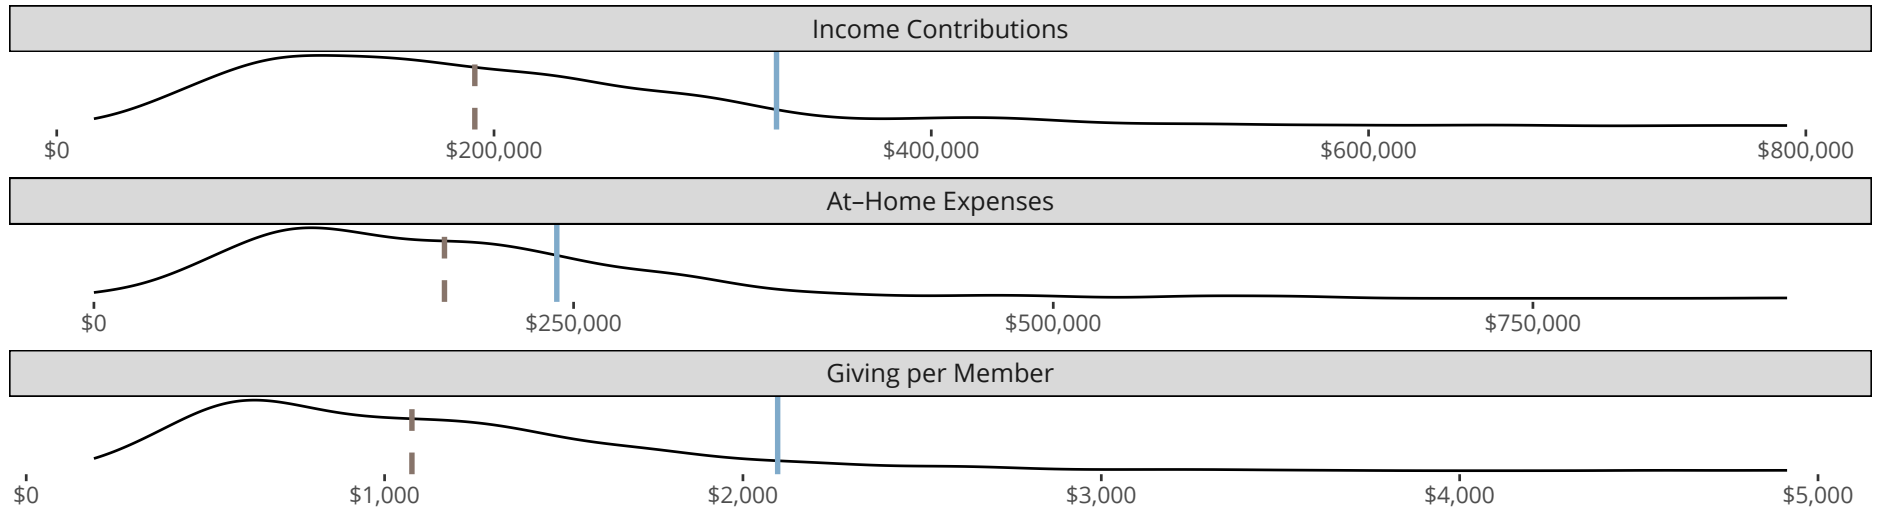 Income Contributions
$0 $200,000 $400,000 $600,000 $800,000
At–Home Expenses
$0 $250,000 $500,000 $750,000
Giving per Member
$0 $1,000 $2,000 $3,000 $4,000 $5,000